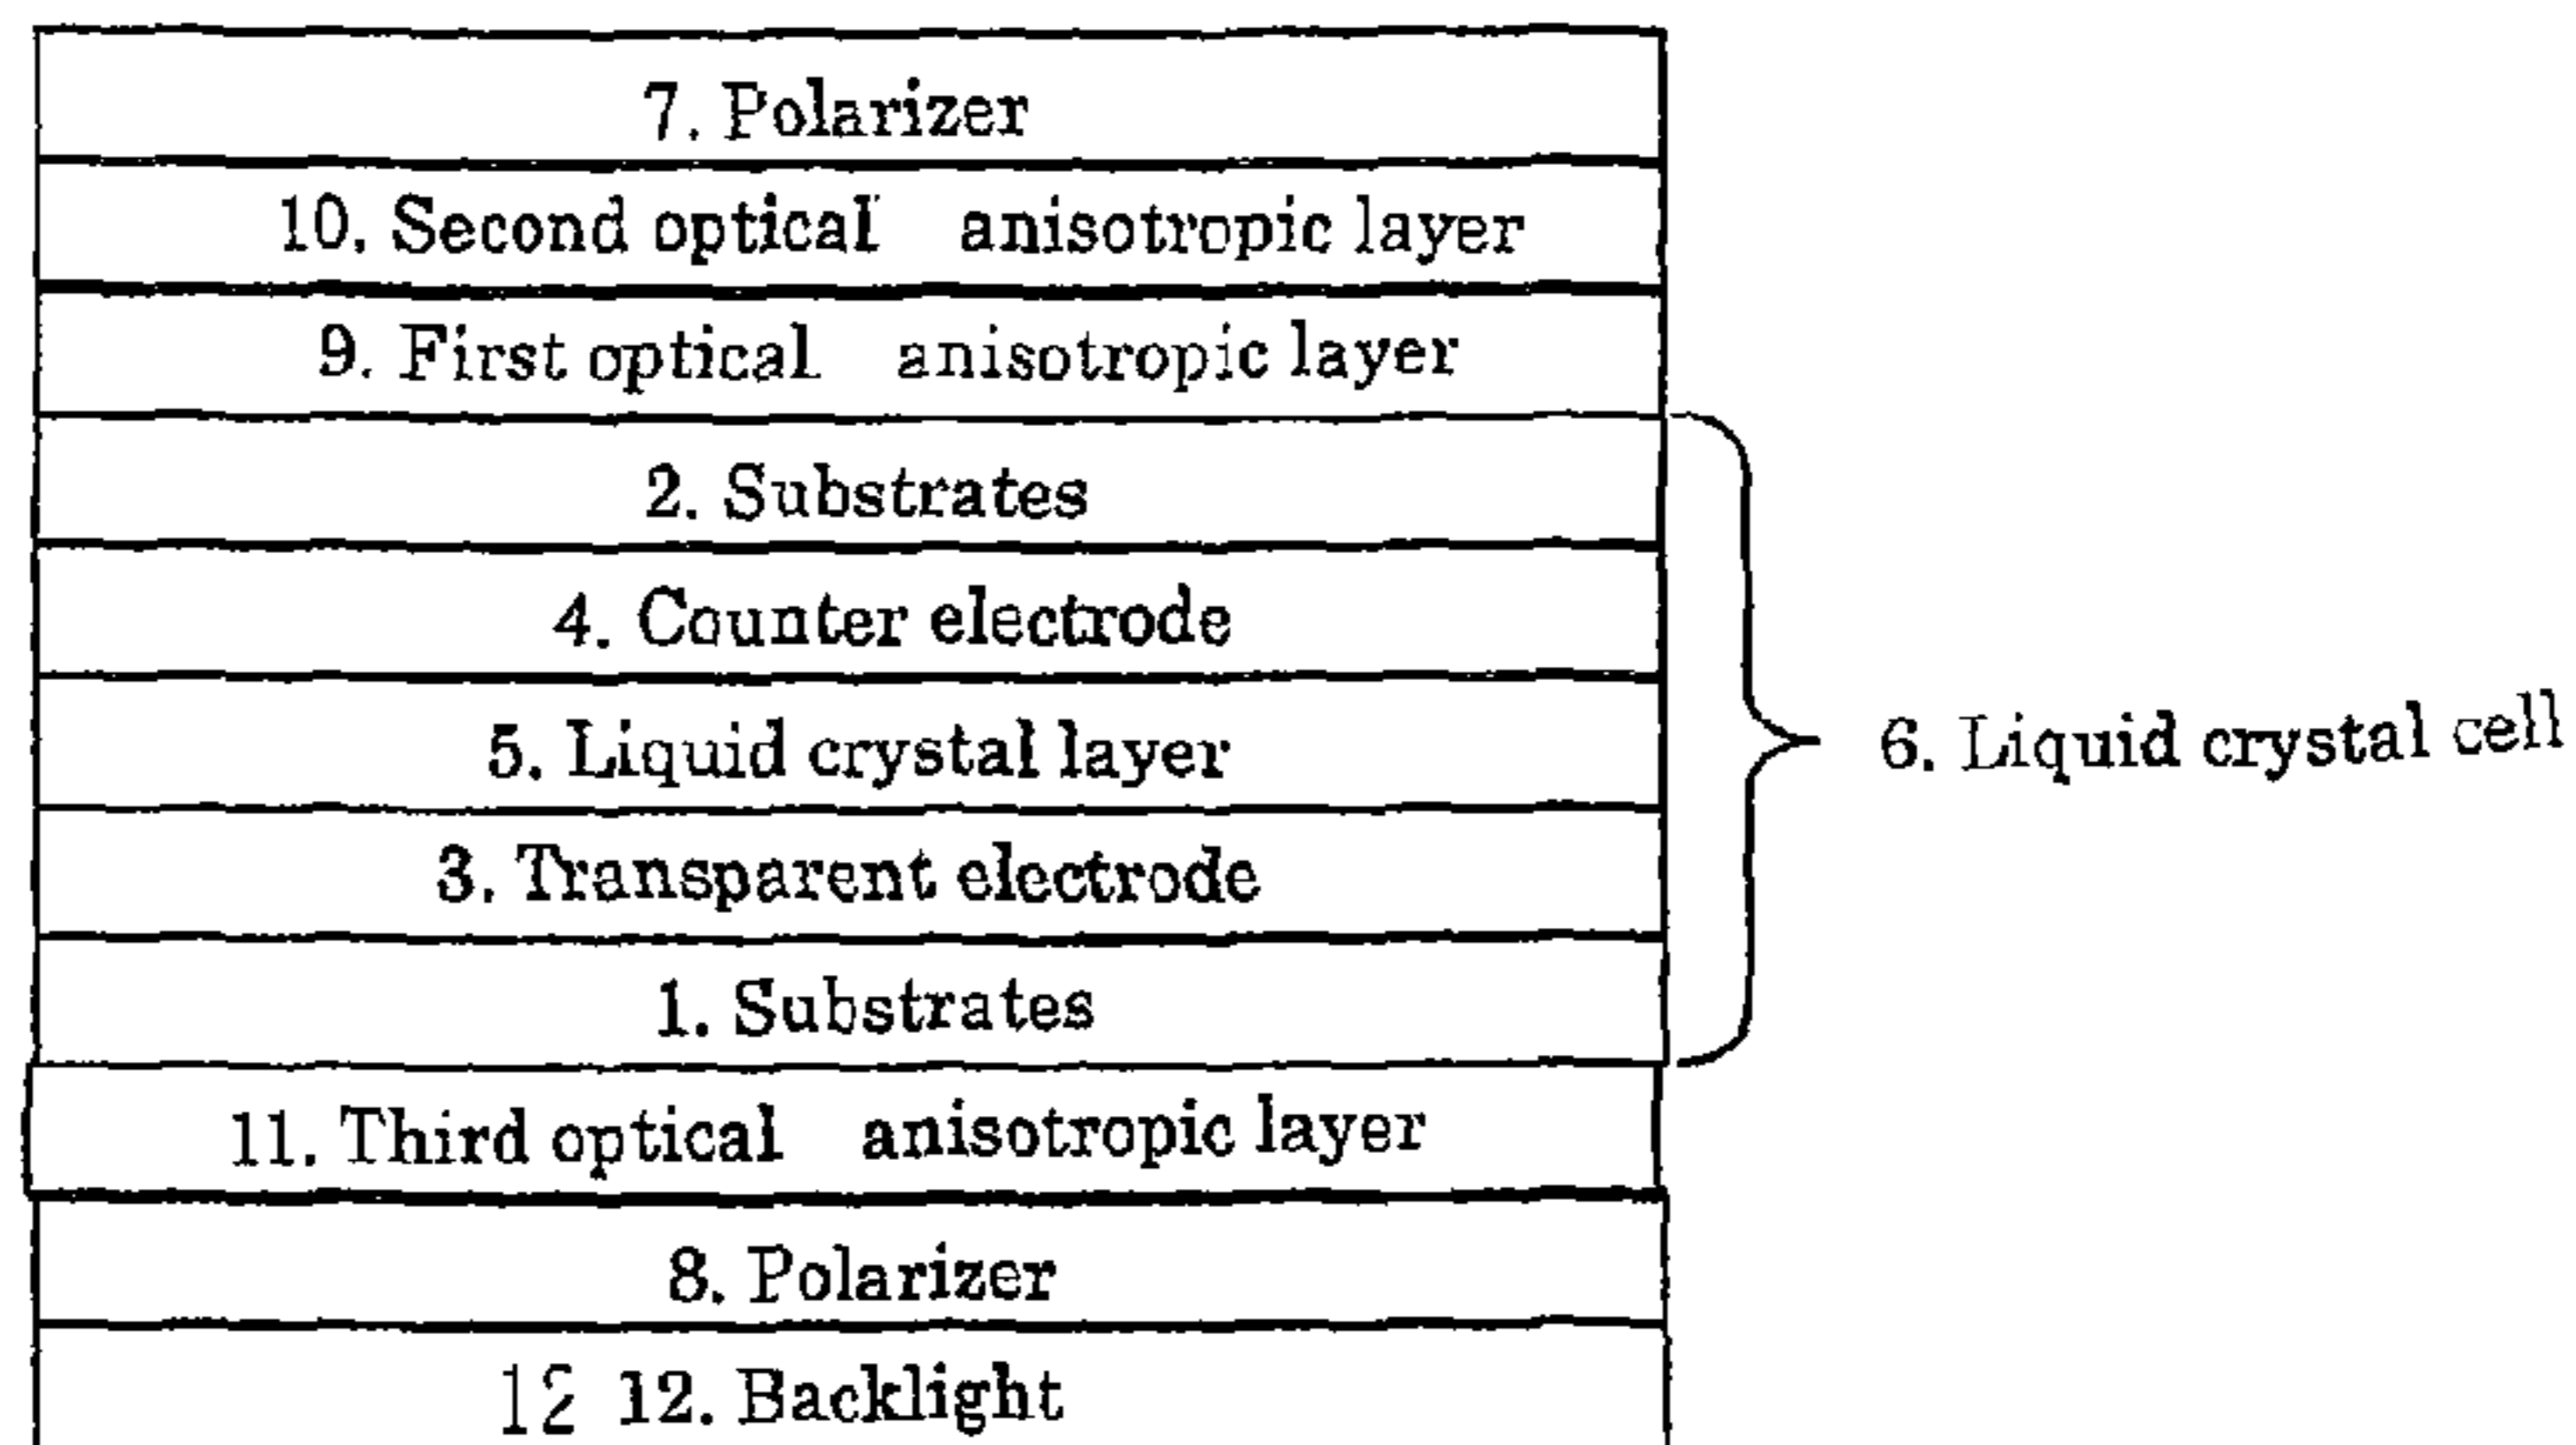 7. Polarizer
10. Second optical anisotropic layer
9. First optical anisotropic layer
2. Substrates
4. Counter electrode
5. Liquid crystal layer
6. Liquid crystal cell
3. Transparent electrode
1. Substrates
11. Third optical anisotropic layer
8. Polarizer
12 12. Backlight